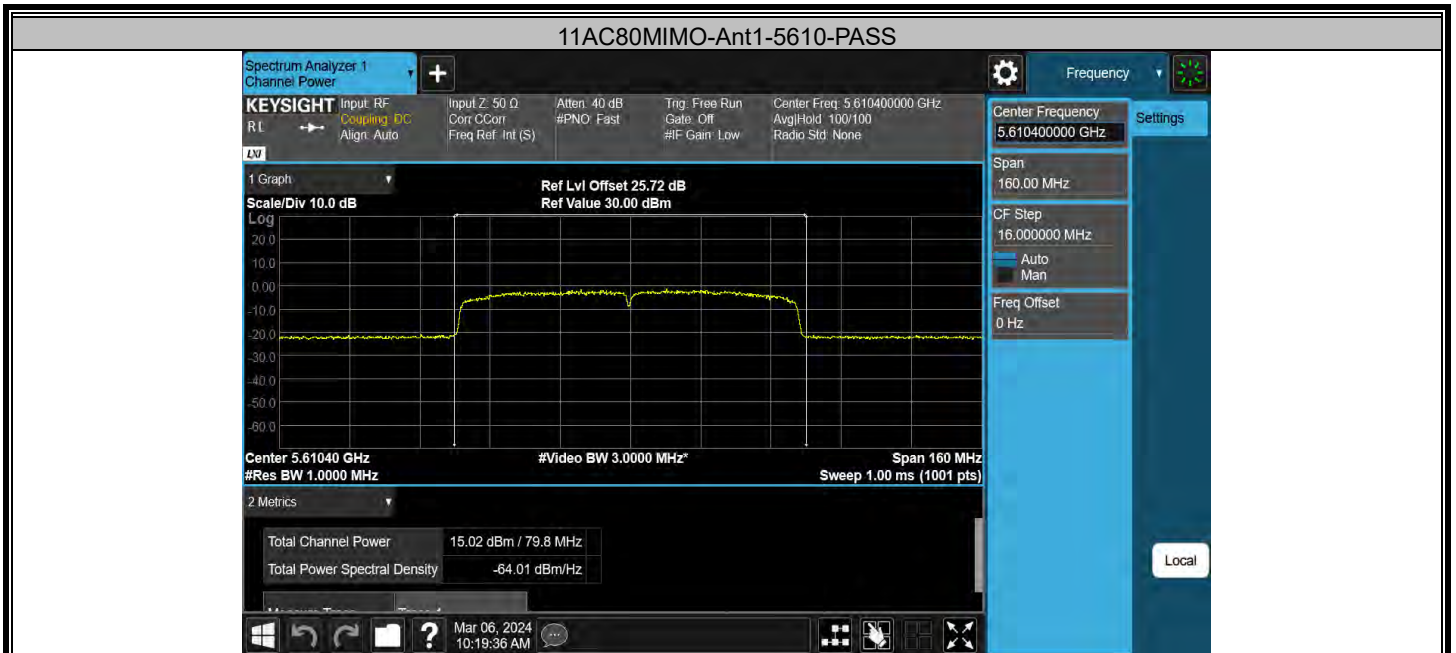 11AC80MIMO-Ant1-5610-PASS
Spectrum Analyzer 1
Channel Power
Frequency
KEYSIGHT
RL
LXI
Input: RF
Coupling: DC
Align: Auto
Input Z: 50 Ω
Corr CCorr
Freq Ref: Int (S)
Atten: 40 dB
#PNO: Fast
Trig: Free Run
Gate: Off
#IF Gain: Low
Center Freq: 5.610400000 GHz
Avg|Hold: 100/100
Radio Std: None
Center Frequency
5.610400000 GHz
Settings
Span
160.00 MHz
CF Step
16.000000 MHz
Auto
Man
Freq Offset
0 Hz
1 Graph
Scale/Div 10.0 dB
Ref Lvl Offset 25.72 dB
Ref Value 30.00 dBm
Log
20.0
10.0
0.00
-10.0
-20.0
-30.0
-40.0
-50.0
-60.0
Center 5.61040 GHz
#Video BW 3.0000 MHz*
Span 160 MHz
#Res BW 1.0000 MHz
Sweep 1.00 ms (1001 pts)
2 Metrics
Total Channel Power 15.02 dBm / 79.8 MHz
Total Power Spectral Density -64.01 dBm/Hz
Local
?
Mar 06, 2024
10:19:36 AM